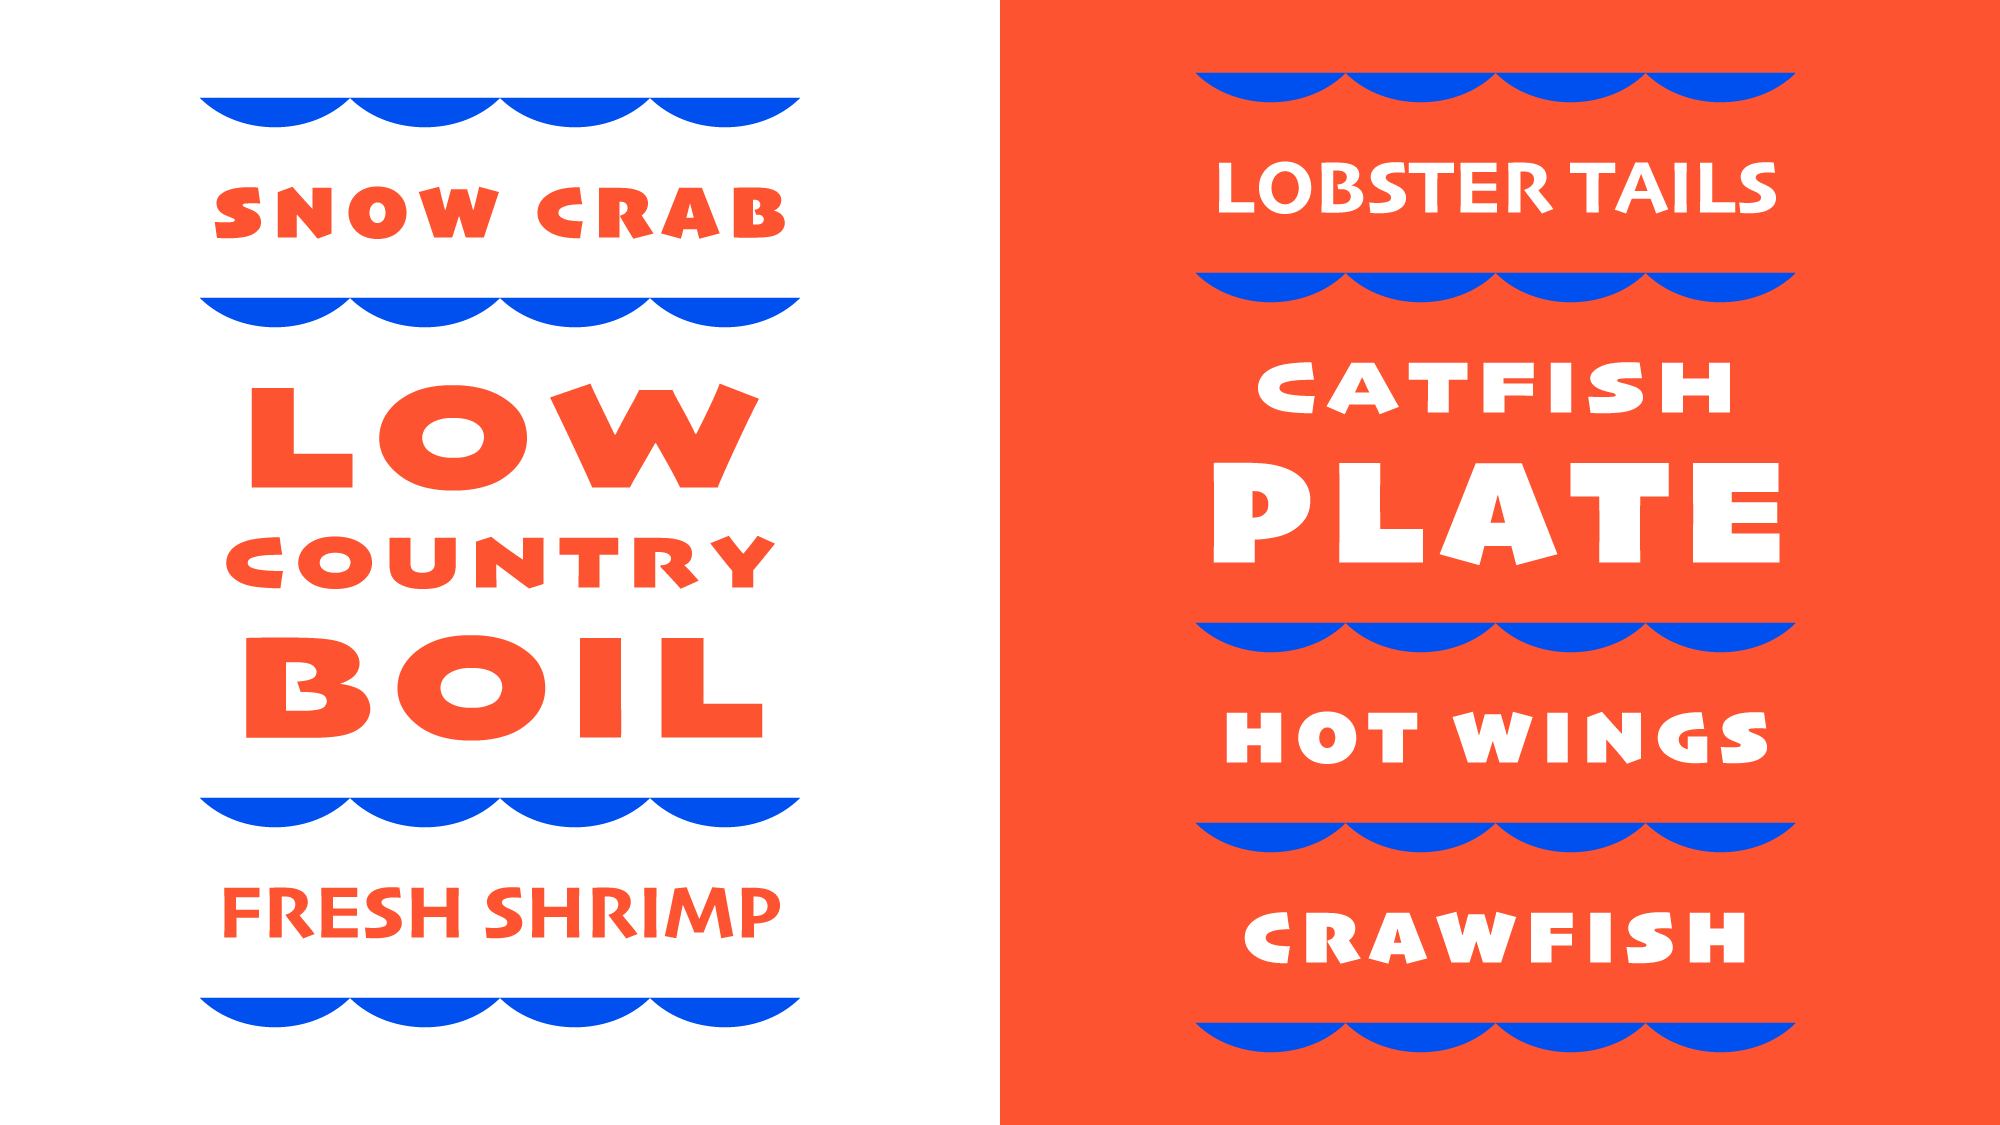 SNOW CRAB
LOW
COUNTRY
BOIL
FRESH SHRIMP
LOBSTER TAILS
CATFISH
PLATE
HOT WINGS
CRAWFISH